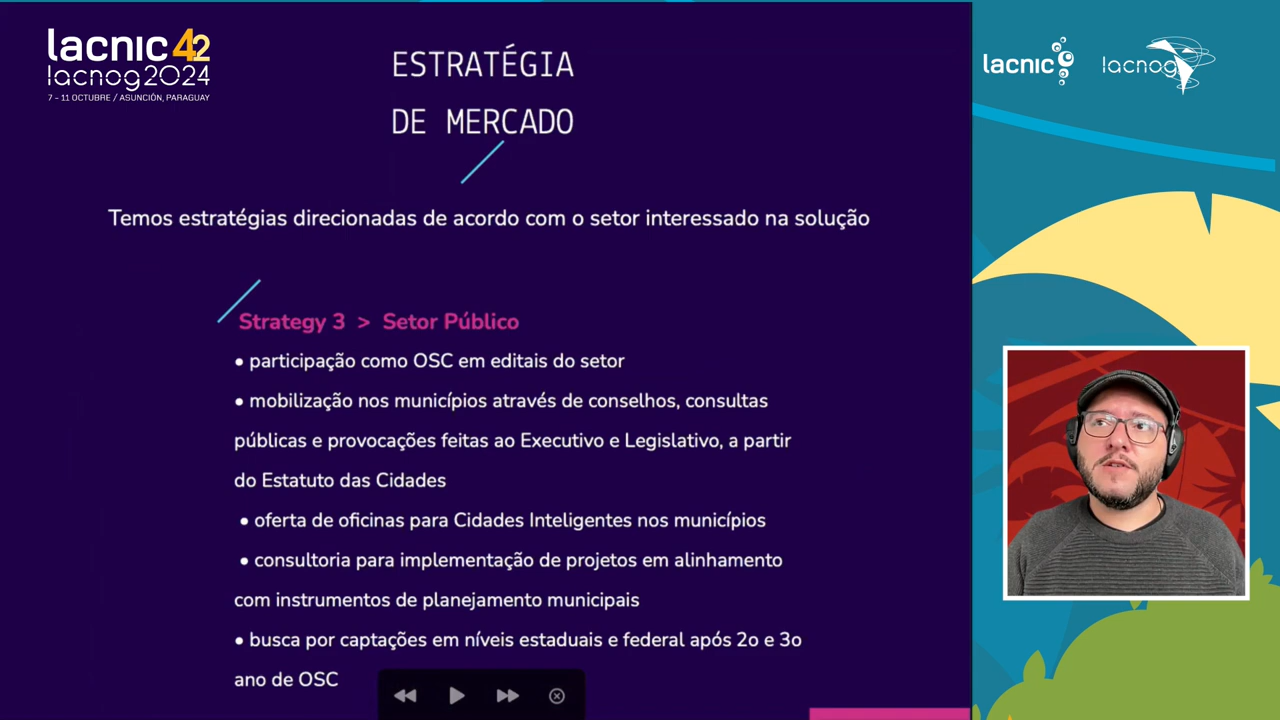 lacnic 42
lacnog2024
7 - 11 OCTUBRE / ASUNCIÓN, PARAGUAY
ESTRATÉGIA
DE MERCADO
lacnic
lacnog
Temos estratégias direcionadas de acordo com o setor interessado na solução
Strategy 3 > Setor Público
• participação como OSC em editais do setor
• mobilização nos municípios através de conselhos, consultas
públicas e provocações feitas ao Executivo e Legislativo, a partir
do Estatuto das Cidades
• oferta de oficinas para Cidades Inteligentes nos municípios
• consultoria para implementação de projetos em alinhamento
com instrumentos de planejamento municipais
• busca por captações em níveis estaduais e federal após 2o e 3o
ano de OSC